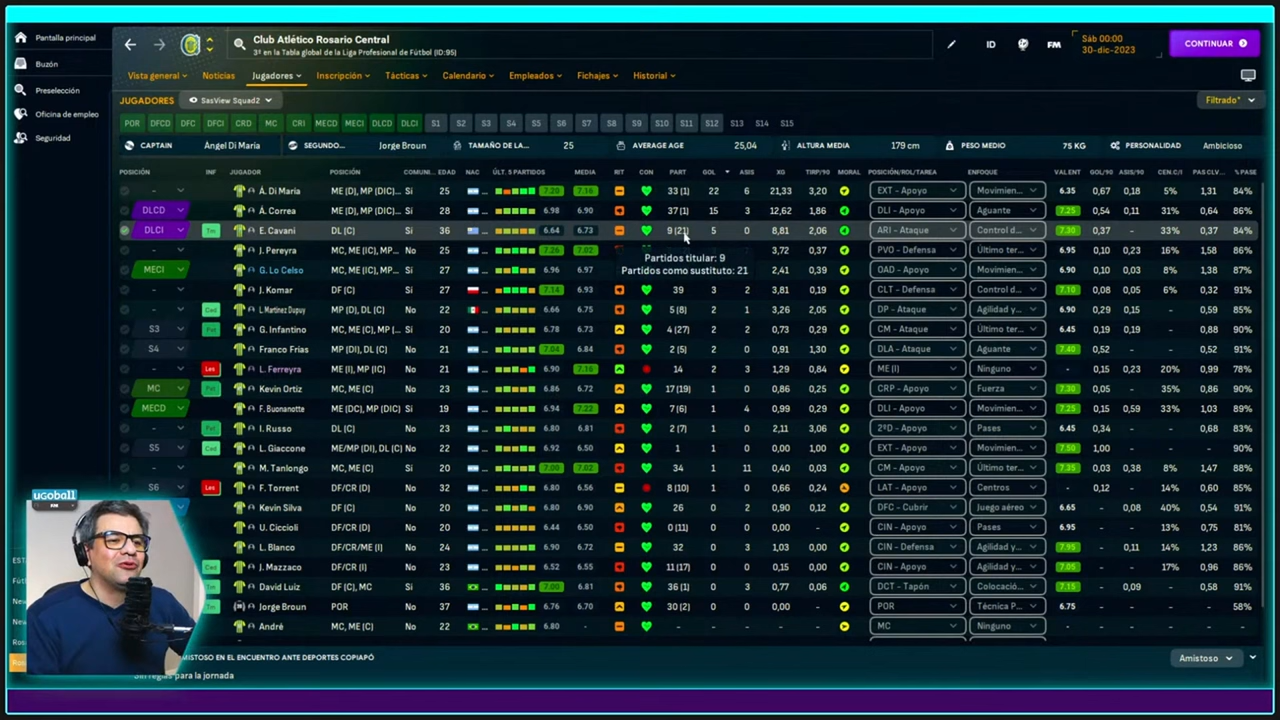 Pantalla principal
Buzón
Preselección
Oficina de empleo
Seguridad
Club Atlético Rosario Central
3ª en la Tabla global de la Liga Profesional de Fútbol (ID:95)
ID
FM
Sáb 00:00
30-dic-2023
CONTINUAR
Vista general Noticias Jugadores Inscripción Tácticas Calendario Empleados Fichajes Historial
JUGADORES SasView Squad2 Filtrado*
POR DFCD DFC DFCI CRD MC CRI MECD MECI DLCD DLCI S1 S2 S3 S4 S5 S6 S7 S8 S9 S10 S11 S12 S13 S14 S15
CAPTAIN Ángel Di María SEGUNDO... Jorge Broun TAMAÑO DE LA... 25 AVERAGE AGE 25,04 ALTURA MEDIA 179 cm PESO MEDIO 75 KG PERSONALIDAD Ambicioso
POSICIÓN INF JUGADOR POSICIÓN COMUNI... EDAD NAC ÚLT. 5 PARTIDOS MEDIA RIT CON PART GOL ASIS XG TIRP/90 MORAL POSICIÓN/ROL/TAREA ENFOQUE VALENT GOL/90 ASIS/90 CEN.C/I PAS CLV... % PASE
- Á. Di María ME (D), MP (DIC)... Sí 35 7.20 7.16 33 (1) 22 6 21,33 3,20 EXT - Apoyo Movimien... 6.35 0,67 0,18 5% 1,31 84%
DLCD Á. Correa ME (D), MP (DIC)... Sí 28 6.98 6.90 37 (1) 15 3 12,62 1,86 DLI - Apoyo Aguante 7.25 0,54 0,11 31% 0,64 86%
DLCI Tm E. Cavani DL (C) Sí 36 6.64 6.73 9 (21) 5 0 8,81 2,06 ARI - Ataque Control d... 7.30 0,37 - 33% 0,37 84%
- J. Pereyra MC, ME (IC), MP... Sí 32 7.26 7.02 3,72 0,37 PVO - Defensa Último ter... 6.95 0,10 0,23 16% 1,58 86%
Partidos titular: 9
Partidos como sustituto: 21
MECI G. Lo Celso MC, ME (IC), MP... Sí 27 6.96 6.97 2,41 0,39 OAD - Apoyo Movimien... 6.90 0,10 0,03 8% 1,38 87%
- J. Komar DF (C) Sí 27 7.14 6.93 39 3 2 3,81 0,19 CLT - Defensa Control d... 7.10 0,08 0,05 6% 0,32 91%
- Ced L. Martínez Dupuy MP (D), DL (C) No 22 6.66 6.75 5 (8) 2 1 3,26 2,05 DP - Ataque Agilidad y... 6.90 0,29 0,15 - 0,59 85%
S3 G. Infantino MC, ME (IC), MP... Sí 23 6.78 6.73 4 (27) 2 2 0,73 0,29 CM - Ataque Último ter... 6.45 0,19 0,19 - 0,88 90%
S4 Franco Frías MP (DI), DL (C) No 21 7.04 6.84 2 (5) 2 0 0,91 1,30 DLA - Ataque Aguante 7.40 0,52 - - 0,52 91%
- Les L. Ferreyra ME (I), MP (DIC) No 21 6.90 7.16 14 2 3 1,29 0,84 ME (I) Ninguno - 0,15 0,23 20% 0,99 78%
MC Kevin Ortiz MC, ME (C) No 23 6.86 6.72 17 (19) 1 0 0,86 0,25 CRP - Apoyo Fuerza 7.30 0,05 - - 0,86 90%
MECD F. Buonanotte ME (DC), MP (DIC) Sí 19 6.94 7.22 7 (6) 1 4 0,99 0,29 DLI - Apoyo Movimien... 7.25 0,15 0,59 33% 1,03 87%
- I. Russo DL (C) No 23 6.80 6.81 2 (7) 1 0 2,11 3,06 2ºD - Apoyo Pases 6.45 0,34 - - 0,68 83%
S5 Ced L. Giaccone ME/MP (DI), DL (C) No 23 6.80 - 1 1 0 1,00 1,00 EXT - Apoyo Movimien... 7.50 1,00 - - - 90%
- M. Tanlongo MC, ME (C) Sí 20 7.00 7.02 34 1 11 0,40 0,03 CM - Apoyo Último ter... 7.35 0,03 0,38 8% 1,47 88%
S6 Les F. Torrent DF/CR (D) No 32 6.80 6.56 8 (10) 1 0 0,66 0,24 LAT - Apoyo Centros - 0,12 - 14% 0,60 85%
Kevin Silva DF (C) No 25 6.80 6.84 26 0 2 0,90 0,12 DFC - Cubrir Juego aéreo 6.65 - 0,08 40% 0,54 91%
U. Ciccioli DF/CR (D) No 20 6.44 6.50 0 (11) 0 0 0,00 0,00 CIN - Apoyo Pases 6.95 - - 13% 0,75 81%
L. Blanco DF/CR/ME (I) No 24 6.90 6.72 32 0 3 1,03 0,00 CIN - Defensa Agilidad y... 7.95 - 0,11 14% 1,23 86%
Ced J. Mazzaco DF/CR (I) No 23 6.52 6.55 11 (17) 0 0 0,15 0,00 CIN - Apoyo Agilidad y... 7.05 - - 17% 0,96 86%
Tm David Luiz DF (C), MC No 36 7.00 6.81 36 (1) 0 3 0,77 0,06 DCT - Tapón Colocació... 7.15 - 0,09 - 0,58 91%
Tm Jorge Broun POR No 37 6.76 6.70 30 (2) 0 0 0,00 - POR Técnica P... 6.75 - - - - 58%
André MC, ME (C) No 22 6.80 - - - - - - MC Ninguno - - - - - -
MISTOSO EN EL ENCUENTRO ANTE DEPORTES COPIAPÓ Amistoso
Sin reglas para la jornada
ugoball
FM